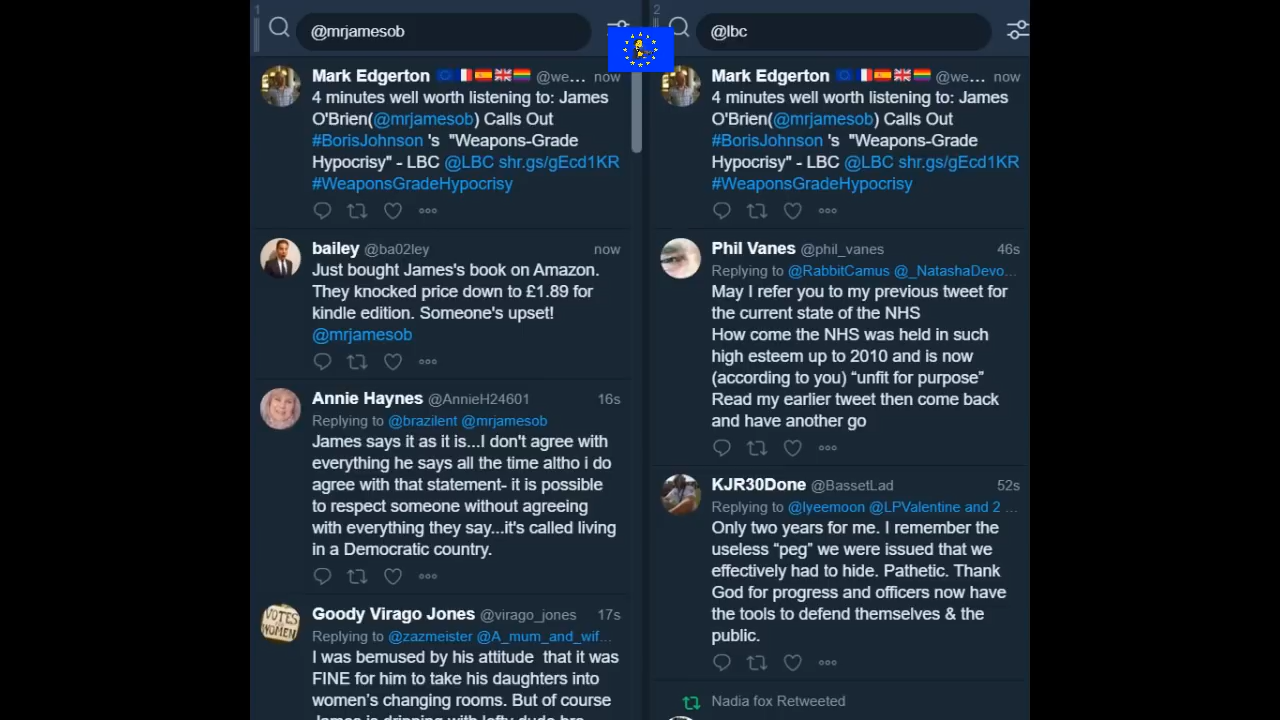 1
@mrjamesob
Mark Edgerton @we... now
4 minutes well worth listening to: James
O'Brien(@mrjamesob) Calls Out
#BorisJohnson 's "Weapons-Grade
Hypocrisy" - LBC @LBC shr.gs/gEcd1KR
#WeaponsGradeHypocrisy
bailey @ba02ley now
Just bought James's book on Amazon.
They knocked price down to £1.89 for
kindle edition. Someone's upset!
@mrjamesob
Annie Haynes @AnnieH24601 16s
Replying to @brazilent @mrjamesob
James says it as it is...I don't agree with
everything he says all the time altho i do
agree with that statement- it is possible
to respect someone without agreeing
with everything they say...it's called living
in a Democratic country.
VOTES
WOMEN
Goody Virago Jones @virago_jones 17s
Replying to @zazmeister @A_mum_and_wif...
I was bemused by his attitude that it was
FINE for him to take his daughters into
women's changing rooms. But of course
2
@lbc
Mark Edgerton @we... now
4 minutes well worth listening to: James
O'Brien(@mrjamesob) Calls Out
#BorisJohnson 's "Weapons-Grade
Hypocrisy" - LBC @LBC shr.gs/gEcd1KR
#WeaponsGradeHypocrisy
Phil Vanes @phil_vanes 46s
Replying to @RabbitCamus @_NatashaDevo...
May I refer you to my previous tweet for
the current state of the NHS
How come the NHS was held in such
high esteem up to 2010 and is now
(according to you) “unfit for purpose”
Read my earlier tweet then come back
and have another go
KJR30Done @BassetLad 52s
Replying to @lyeemoon @LPValentine and 2 ...
Only two years for me. I remember the
useless “peg” we were issued that we
effectively had to hide. Pathetic. Thank
God for progress and officers now have
the tools to defend themselves & the
public.
Nadia fox Retweeted